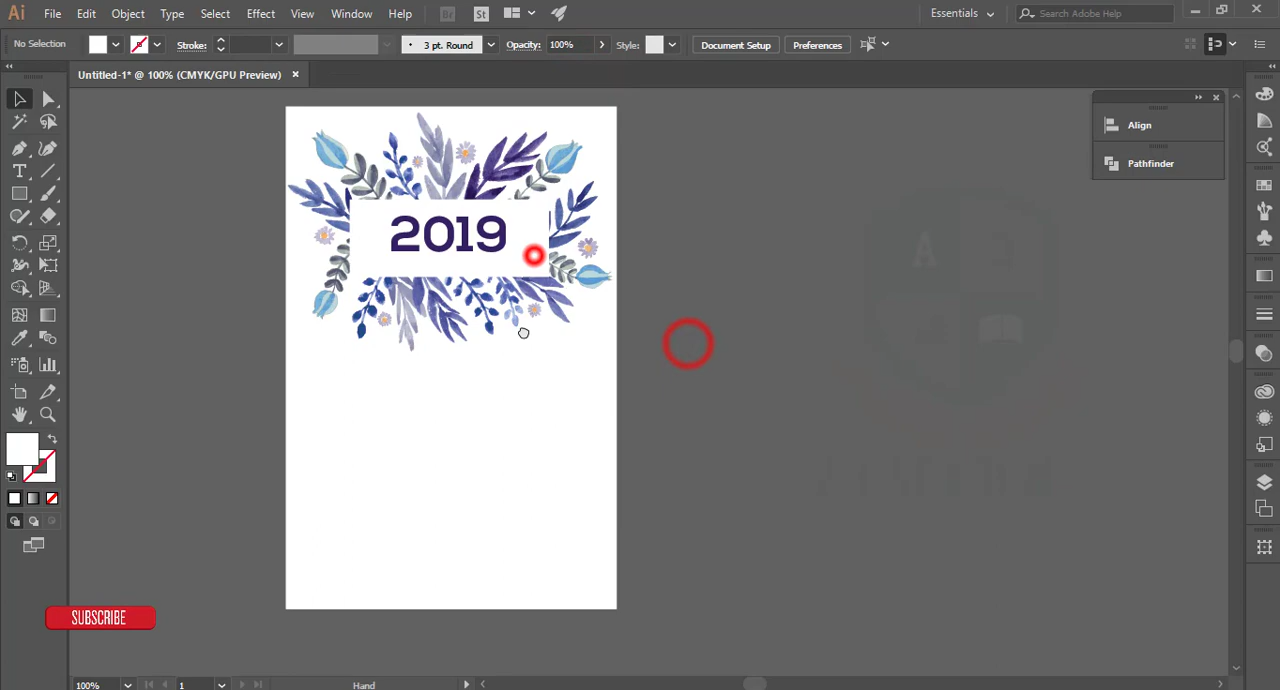 Ai File Edit Object Type Select Effect View Window Help Br St Essentials Search Adobe Help
No Selection Stroke: 3 pt. Round Opacity: 100% Style: Document Setup Preferences
Untitled-1* @ 100% (CMYK/GPU Preview)
Align
Pathfinder
2019
SUBSCRIBE
100% 1 Hand